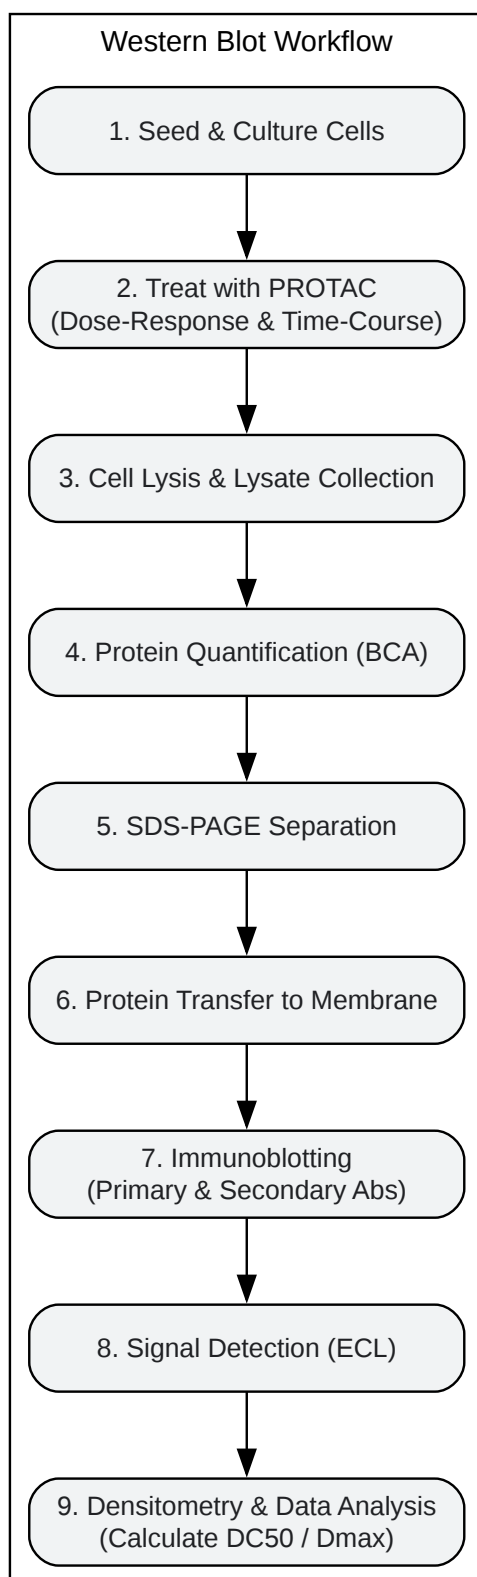 Western Blot Workflow
1. Seed & Culture Cells
2. Treat with PROTAC
(Dose-Response & Time-Course)
3. Cell Lysis & Lysate Collection
4. Protein Quantification (BCA)
5. SDS-PAGE Separation
6. Protein Transfer to Membrane
7. Immunoblotting
(Primary & Secondary Abs)
8. Signal Detection (ECL)
9. Densitometry & Data Analysis
(Calculate DC50 / Dmax)